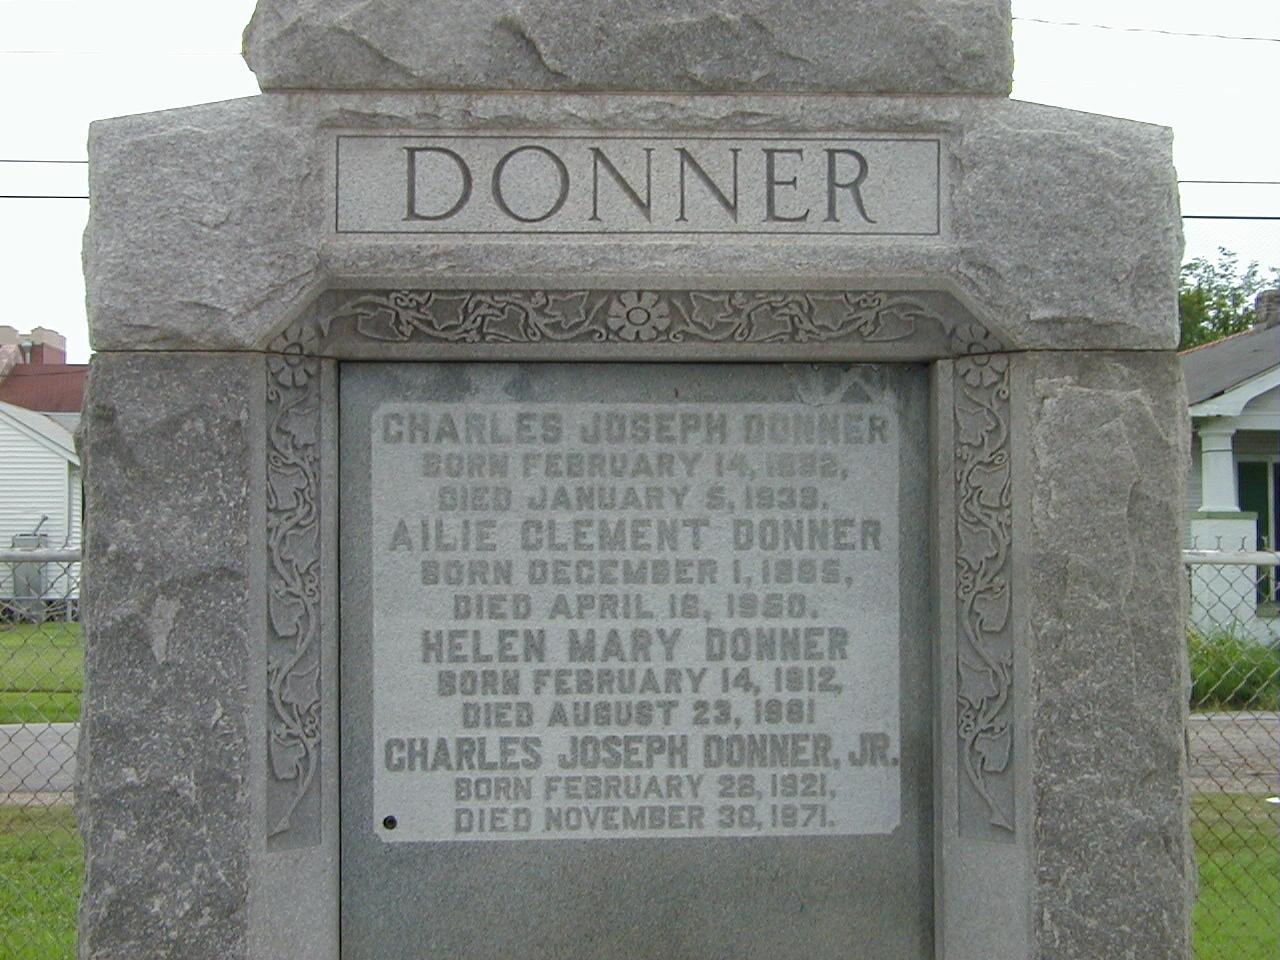 DONNER
CHARLES JOSEPH DONNER
BORN FEBRUARY 14, 1882,
DIED JANUARY 5, 1939.
AILIE CLEMENT DONNER
BORN DECEMBER 1, 1885,
DIED APRIL 18, 1950.
HELEN MARY DONNER
BORN FEBRUARY 14, 1912,
DIED AUGUST 23, 1981
CHARLES JOSEPH DONNER, JR.
BORN FEBRUARY 28, 1921,
DIED NOVEMBER 30, 1971.